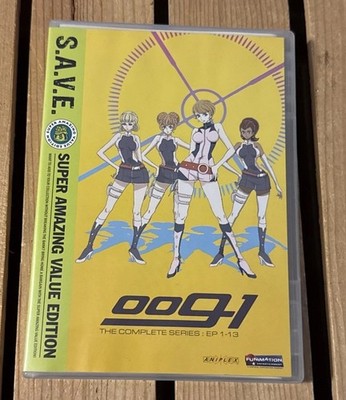 S.A.V.E.
SUPER AMAZING VALUE EDITION
009-1
THE COMPLETE SERIES : EP 1-13
ANIPLEX
FUNIMATION